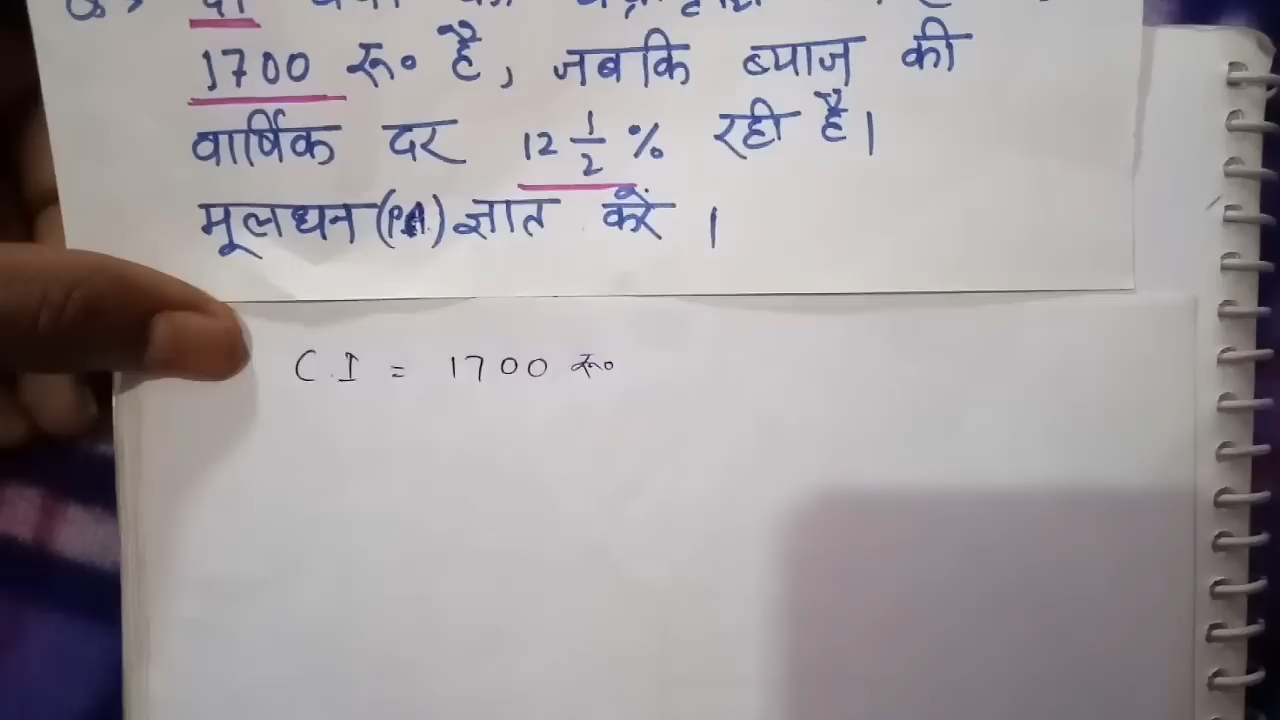 1700 रू० है, जबकि ब्याज की
वार्षिक दर 12 1/2 % रही है।
मूलधन ज्ञात करें ।
C.I = 1700 रू०